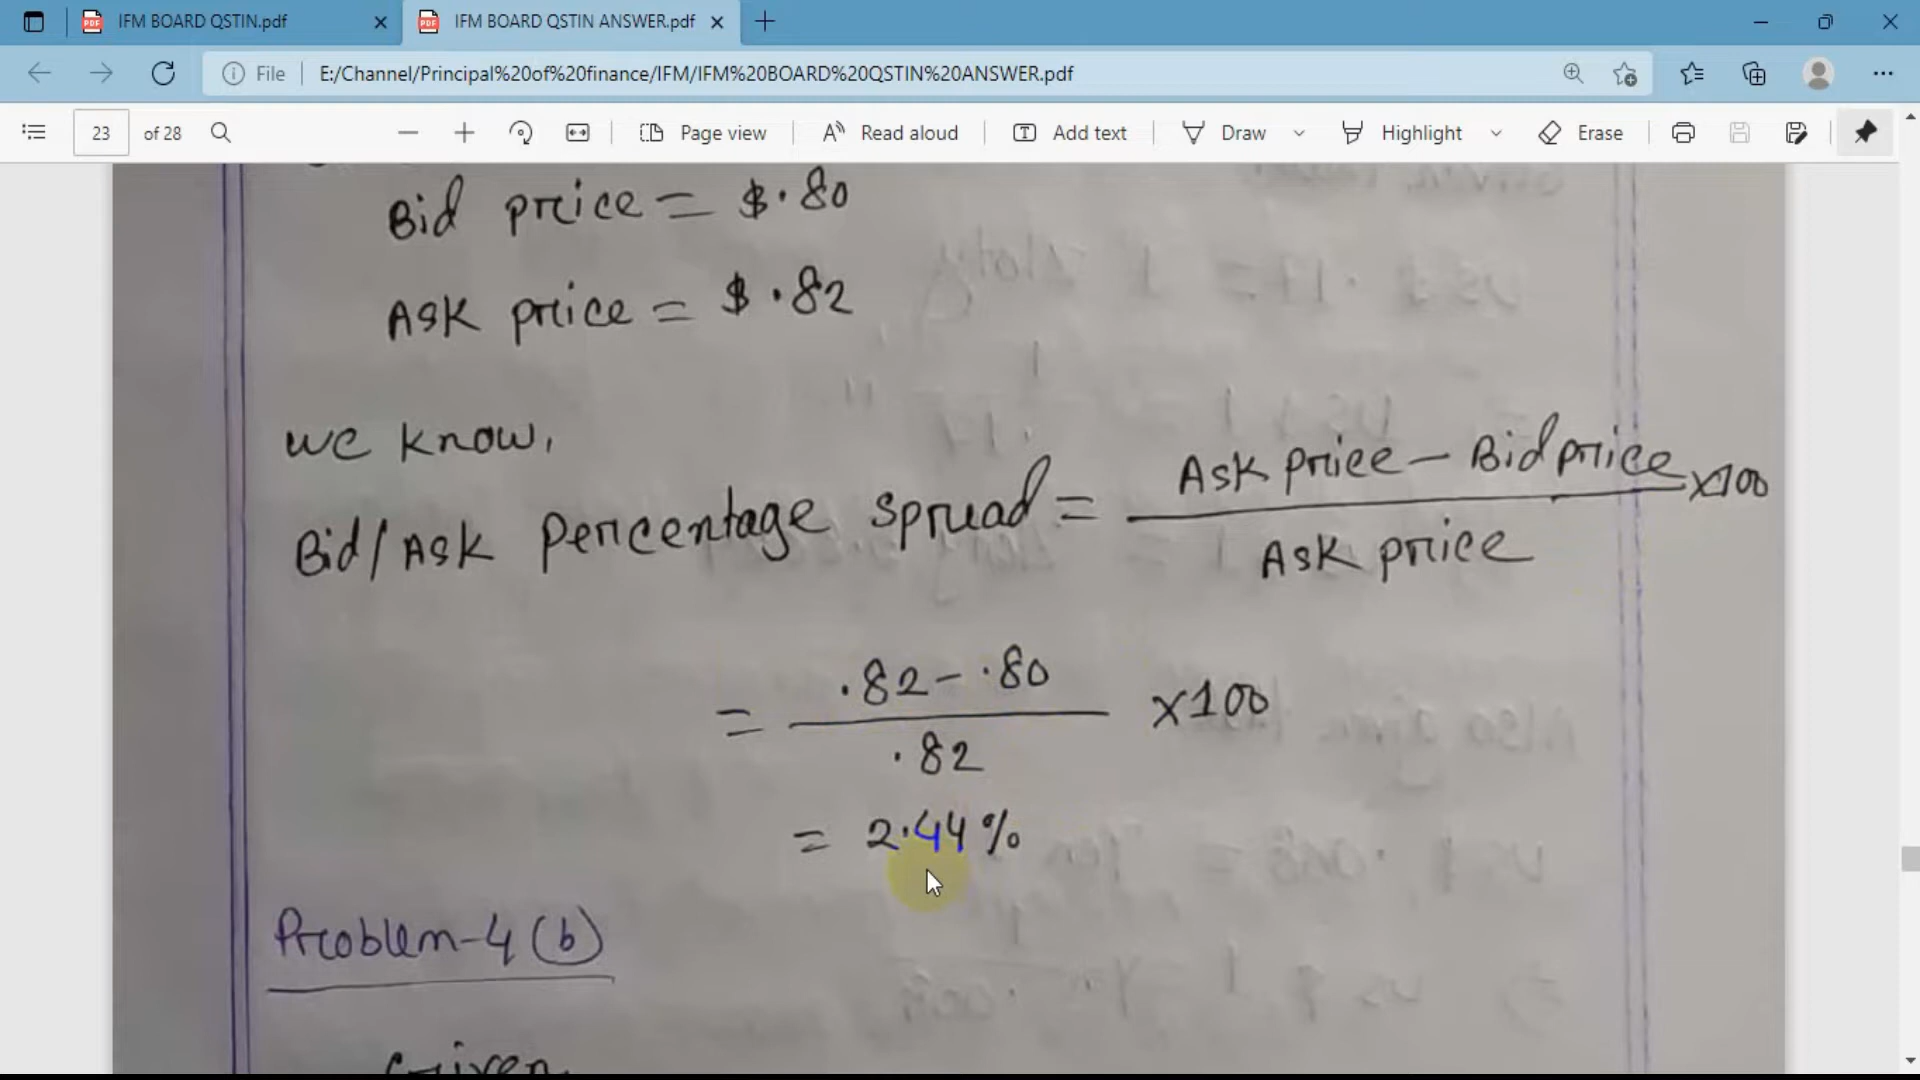 IFM BOARD QSTIN.pdf
IFM BOARD QSTIN ANSWER.pdf
File
E:/Channel/Principal%20of%20finance/IFM/IFM%20BOARD%20QSTIN%20ANSWER.pdf
23 of 28
Page view
Read aloud
Add text
Draw
Highlight
Erase
Bid price = $.80
Ask price = $.82
we know,
Bid/Ask percentage spread = Ask price - Bid price ×100
Ask price
= .82 - .80 ×100
.82
= 2.44%
Problem-4 (b)
Given